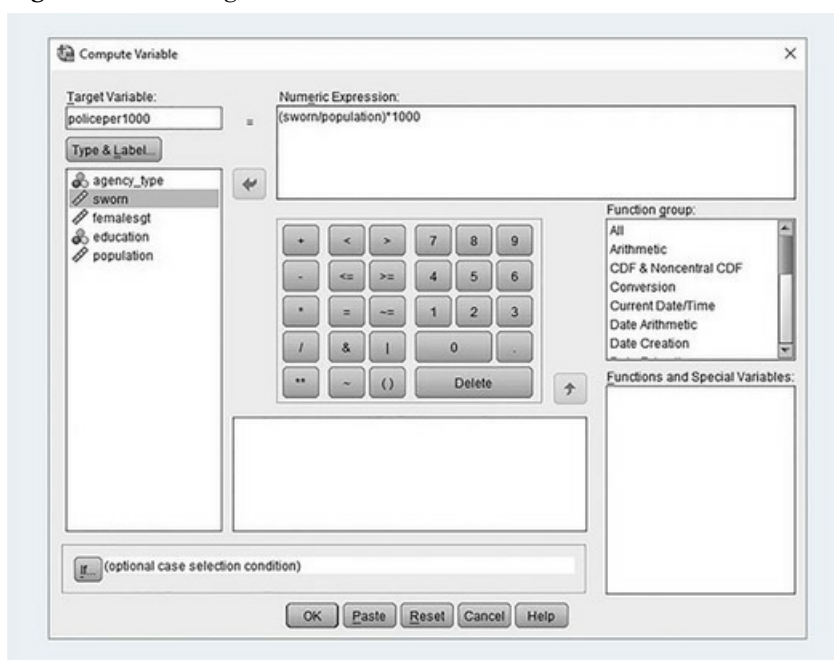 Compute Variable
Target Variable:
policeper1000
=
Numeric Expression:
(sworn/population)*1000
Type & Label...
agency_type
sworn
femalesgt
education
population
+ < > 7 8 9
- <= >= 4 5 6
* = ~= 1 2 3
/ & | 0 .
** ~ ( ) Delete
Function group:
All
Arithmetic
CDF & Noncentral CDF
Conversion
Current Date/Time
Date Arithmetic
Date Creation
Functions and Special Variables:
If... (optional case selection condition)
OK Paste Reset Cancel Help